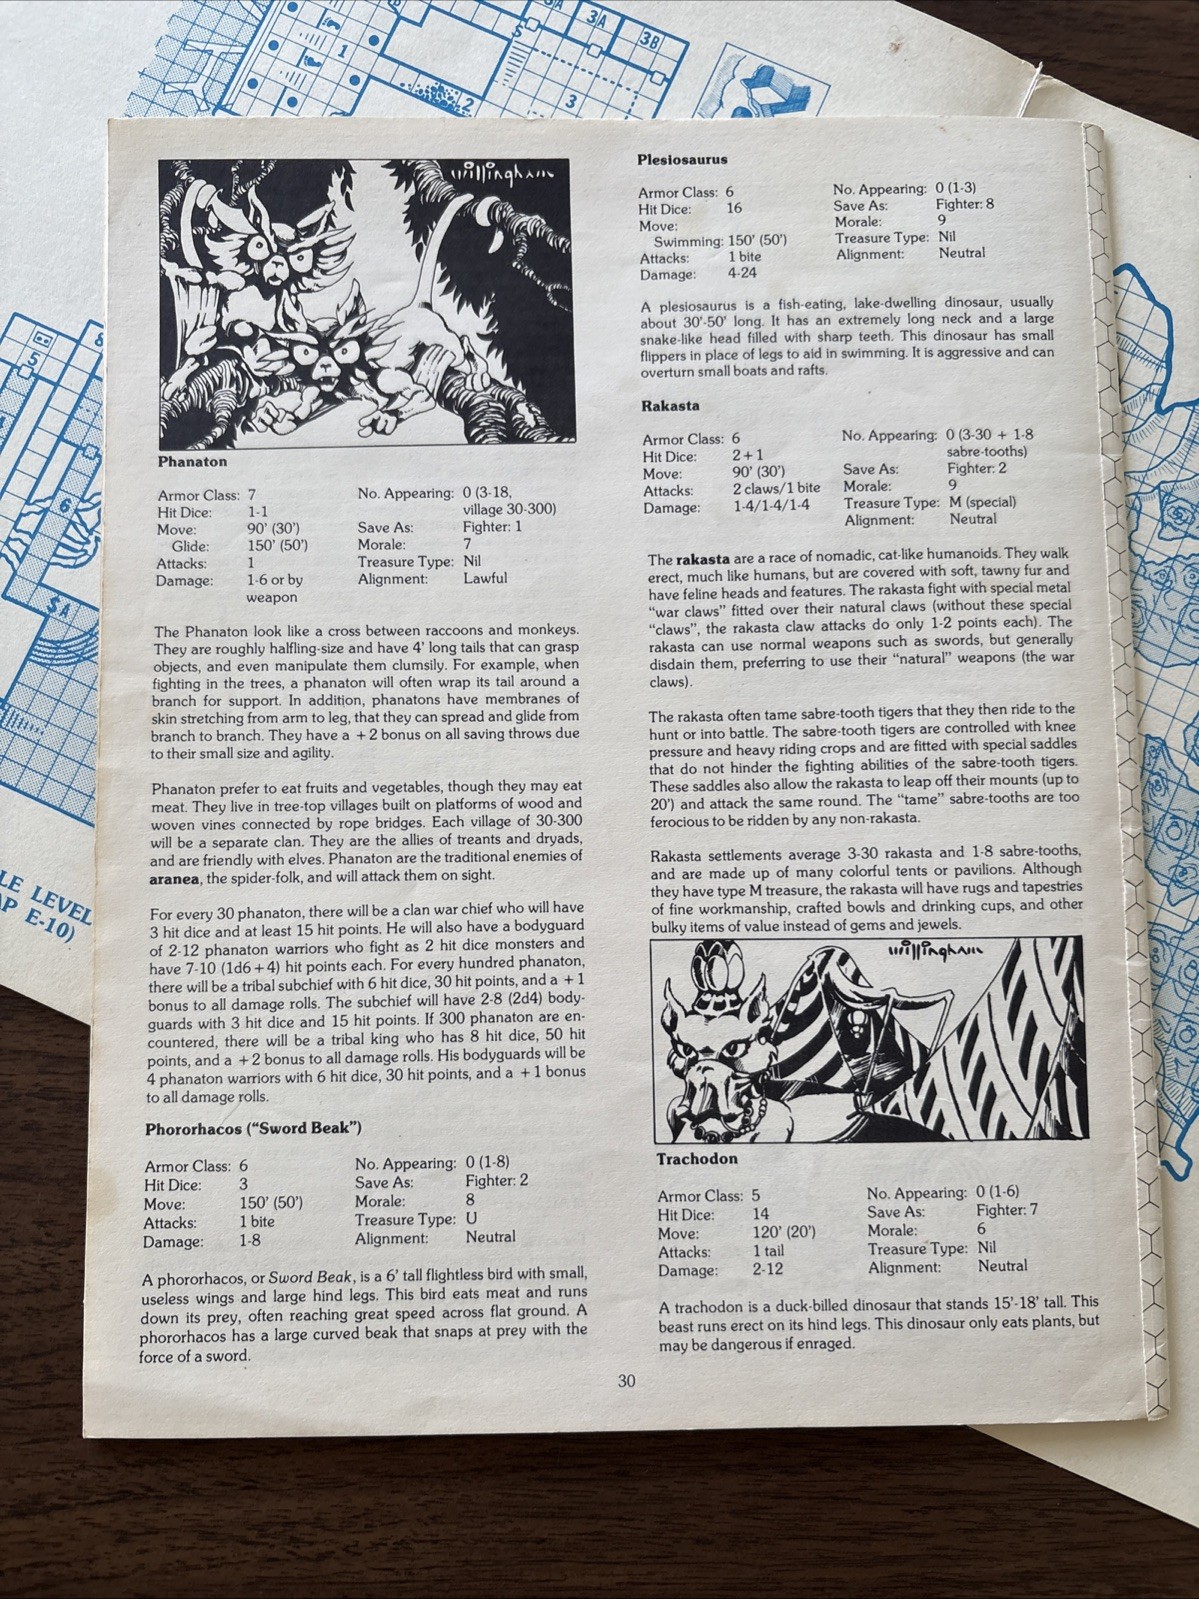 3A
3A
3B
S
1
2
3
5
8
6
5A
LE LEVEL
AP E-10)
willingham
Phanaton
Armor Class: 7
Hit Dice: 1-1
Move: 90' (30')
Glide: 150' (50')
Attacks: 1
Damage: 1-6 or by
weapon
No. Appearing: 0 (3-18,
village 30-300)
Save As: Fighter: 1
Morale: 7
Treasure Type: Nil
Alignment: Lawful
The Phanaton look like a cross between raccoons and monkeys.
They are roughly halfling-size and have 4' long tails that can grasp
objects, and even manipulate them clumsily. For example, when
fighting in the trees, a phanaton will often wrap its tail around a
branch for support. In addition, phanatons have membranes of
skin stretching from arm to leg, that they can spread and glide from
branch to branch. They have a +2 bonus on all saving throws due
to their small size and agility.
Phanaton prefer to eat fruits and vegetables, though they may eat
meat. They live in tree-top villages built on platforms of wood and
woven vines connected by rope bridges. Each village of 30-300
will be a separate clan. They are the allies of treants and dryads,
and are friendly with elves. Phanaton are the traditional enemies of
aranea, the spider-folk, and will attack them on sight.
For every 30 phanaton, there will be a clan war chief who will have
3 hit dice and at least 15 hit points. He will also have a bodyguard
of 2-12 phanaton warriors who fight as 2 hit dice monsters and
have 7-10 (1d6+4) hit points each. For every hundred phanaton,
there will be a tribal subchief with 6 hit dice, 30 hit points, and a +1
bonus to all damage rolls. The subchief will have 2-8 (2d4) body-
guards with 3 hit dice and 15 hit points. If 300 phanaton are en-
countered, there will be a tribal king who has 8 hit dice, 50 hit
points, and a +2 bonus to all damage rolls. His bodyguards will be
4 phanaton warriors with 6 hit dice, 30 hit points, and a +1 bonus
to all damage rolls.
Phororhacos ("Sword Beak")
Armor Class: 6
Hit Dice: 3
Move: 150' (50')
Attacks: 1 bite
Damage: 1-8
No. Appearing: 0 (1-8)
Save As: Fighter: 2
Morale: 8
Treasure Type: U
Alignment: Neutral
A phororhacos, or Sword Beak, is a 6' tall flightless bird with small,
useless wings and large hind legs. This bird eats meat and runs
down its prey, often reaching great speed across flat ground. A
phororhacos has a large curved beak that snaps at prey with the
force of a sword.
Plesiosaurus
Armor Class: 6
Hit Dice: 16
Move:
Swimming: 150' (50')
Attacks: 1 bite
Damage: 4-24
No. Appearing: 0 (1-3)
Save As: Fighter: 8
Morale: 9
Treasure Type: Nil
Alignment: Neutral
A plesiosaurus is a fish-eating, lake-dwelling dinosaur, usually
about 30'-50' long. It has an extremely long neck and a large
snake-like head filled with sharp teeth. This dinosaur has small
flippers in place of legs to aid in swimming. It is aggressive and can
overturn small boats and rafts.
Rakasta
Armor Class: 6
Hit Dice: 2+1
Move: 90' (30')
Attacks: 2 claws/1 bite
Damage: 1-4/1-4/1-4
No. Appearing: 0 (3-30 + 1-8
sabre-tooths)
Save As: Fighter: 2
Morale: 9
Treasure Type: M (special)
Alignment: Neutral
The rakasta are a race of nomadic, cat-like humanoids. They walk
erect, much like humans, but are covered with soft, tawny fur and
have feline heads and features. The rakasta fight with special metal
"war claws" fitted over their natural claws (without these special
"claws", the rakasta claw attacks do only 1-2 points each). The
rakasta can use normal weapons such as swords, but generally
disdain them, preferring to use their "natural" weapons (the war
claws).
The rakasta often tame sabre-tooth tigers that they then ride to the
hunt or into battle. The sabre-tooth tigers are controlled with knee
pressure and heavy riding crops and are fitted with special saddles
that do not hinder the fighting abilities of the sabre-tooth tigers.
These saddles also allow the rakasta to leap off their mounts (up to
20') and attack the same round. The "tame" sabre-tooths are too
ferocious to be ridden by any non-rakasta.
Rakasta settlements average 3-30 rakasta and 1-8 sabre-tooths,
and are made up of many colorful tents or pavilions. Although
they have type M treasure, the rakasta will have rugs and tapestries
of fine workmanship, crafted bowls and drinking cups, and other
bulky items of value instead of gems and jewels.
willingham
Trachodon
Armor Class: 5
Hit Dice: 14
Move: 120' (20')
Attacks: 1 tail
Damage: 2-12
No. Appearing: 0 (1-6)
Save As: Fighter: 7
Morale: 6
Treasure Type: Nil
Alignment: Neutral
A trachodon is a duck-billed dinosaur that stands 15'-18' tall. This
beast runs erect on its hind legs. This dinosaur only eats plants, but
may be dangerous if enraged.
30